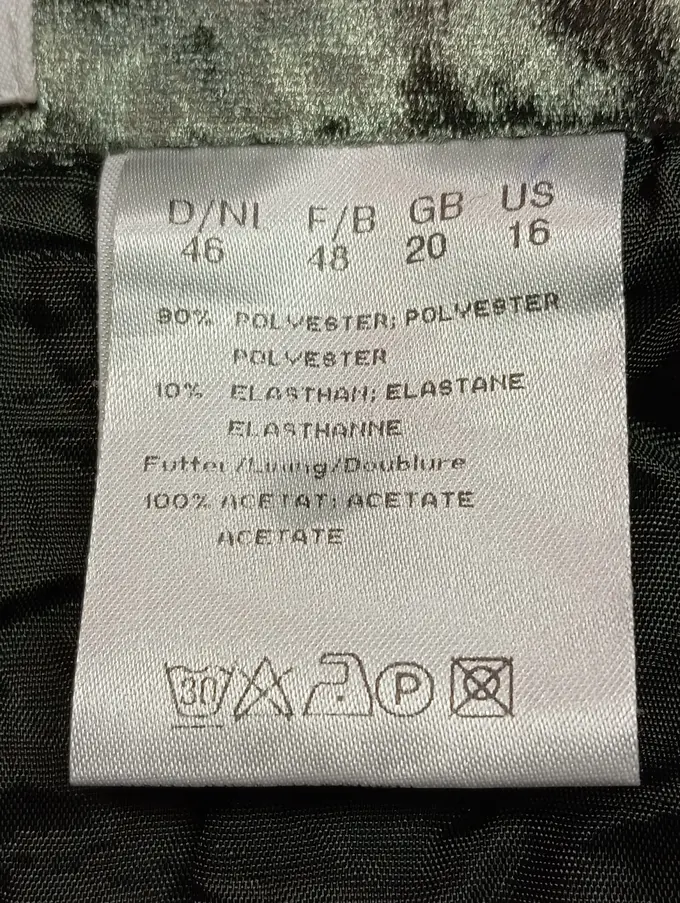 D/NL F/B GB US
46 48 20 16
90% POLYESTER; POLYESTER
POLYESTER
10% ELASTHAN; ELASTANE
ELASTHANNE
Futter/Lining/Doublure
100% ACETAT; ACETATE
ACETATE
30 P